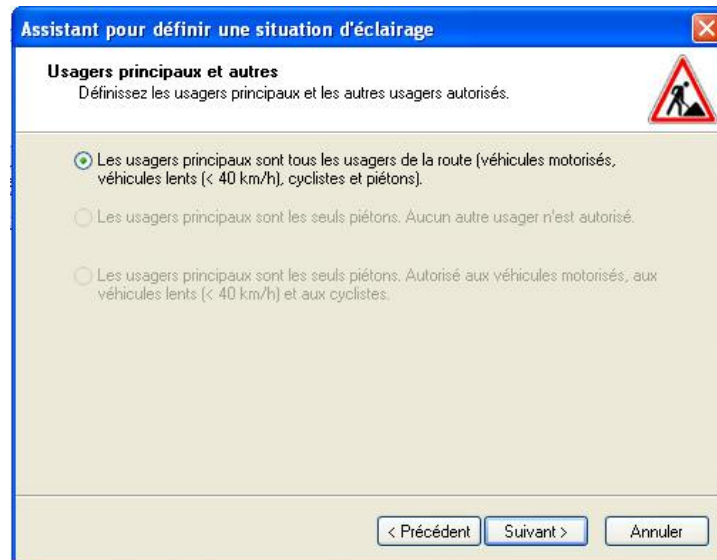 Assistant pour définir une situation d'éclairage
Usagers principaux et autres
Définissez les usagers principaux et les autres usagers autorisés.
Les usagers principaux sont tous les usagers de la route (véhicules motorisés,
véhicules lents (< 40 km/h), cyclistes et piétons).
Les usagers principaux sont les seuls piétons. Aucun autre usager n'est autorisé.
Les usagers principaux sont les seuls piétons. Autorisé aux véhicules motorisés, aux
véhicules lents (< 40 km/h) et aux cyclistes.
< Précédent
Suivant >
Annuler